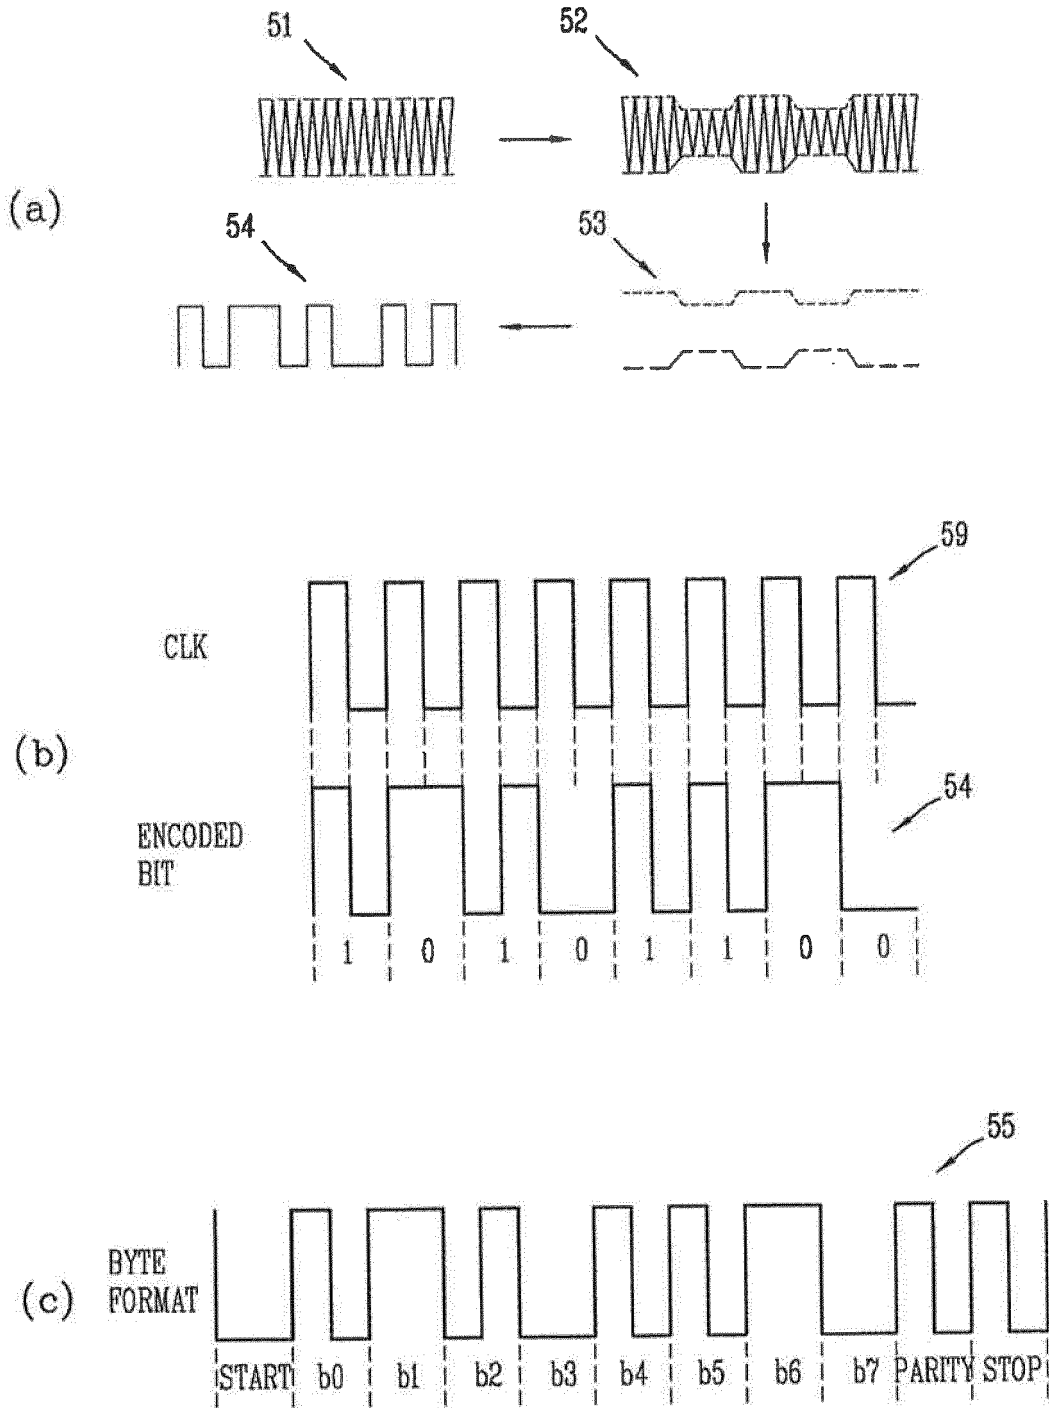 51
52
(a)
54
53
59
CLK
(b)
54
ENCODED
BIT
1 0 1 0 1 1 0 0
55
BYTE
FORMAT
(c)
START b0 b1 b2 b3 b4 b5 b6 b7 PARITY STOP